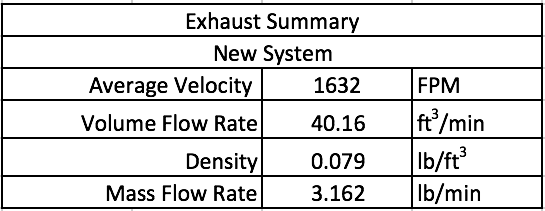 Exhaust Summary
New System
Average Velocity 1632 FPM
Volume Flow Rate 40.16 ft³/min
Density 0.079 lb/ft³
Mass Flow Rate 3.162 lb/min